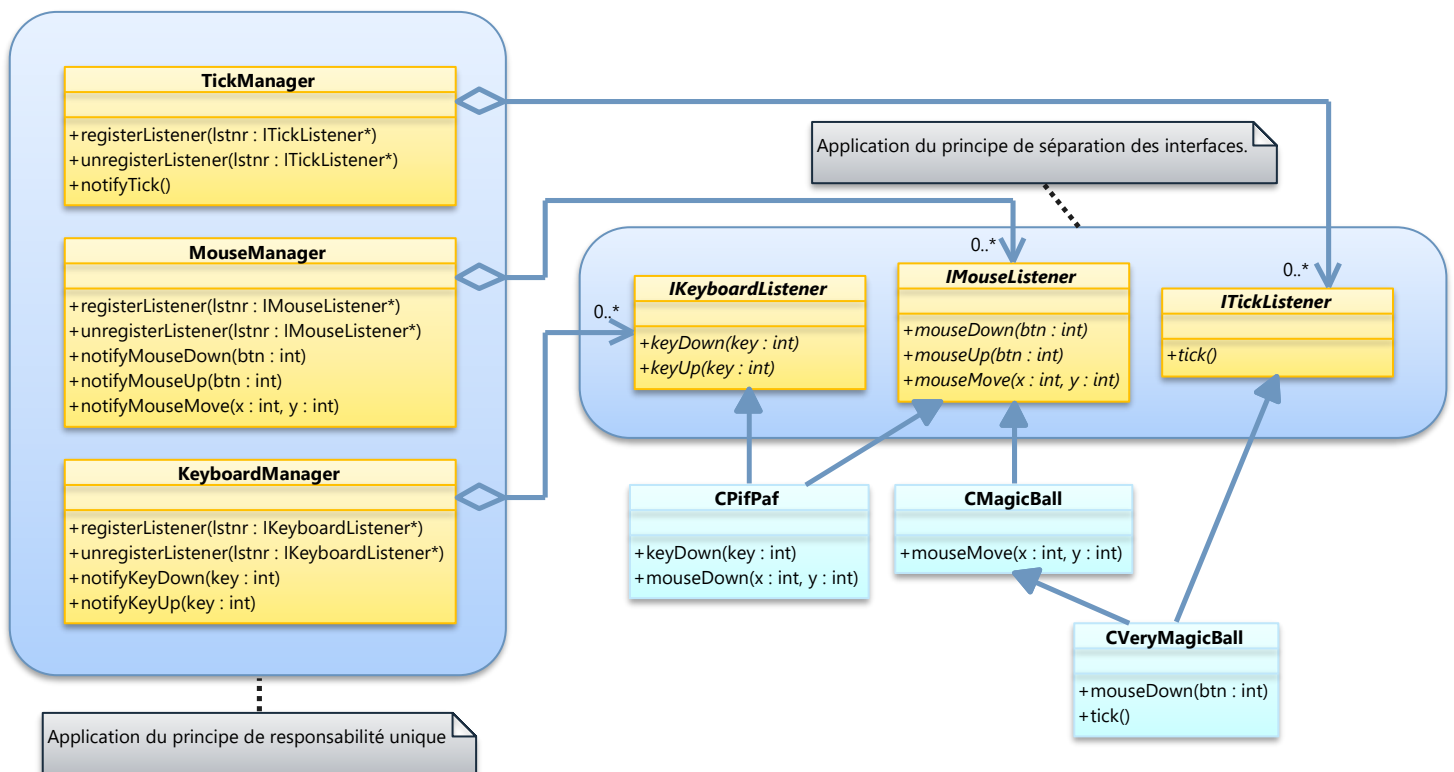 TickManager
+registerListener(lstnr : ITickListener*)
+unregisterListener(lstnr : ITickListener*)
+notifyTick()
MouseManager
+registerListener(lstnr : IMouseListener*)
+unregisterListener(lstnr : IMouseListener*)
+notifyMouseDown(btn : int)
+notifyMouseUp(btn : int)
+notifyMouseMove(x : int, y : int)
KeyboardManager
+registerListener(lstnr : IKeyboardListener*)
+unregisterListener(lstnr : IKeyboardListener*)
+notifyKeyDown(key : int)
+notifyKeyUp(key : int)
Application du principe de responsabilité unique
Application du principe de séparation des interfaces.
0..*
IKeyboardListener
+keyDown(key : int)
+keyUp(key : int)
0..*
IMouseListener
+mouseDown(btn : int)
+mouseUp(btn : int)
+mouseMove(x : int, y : int)
0..*
ITickListener
+tick()
CPifPaf
+keyDown(key : int)
+mouseDown(x : int, y : int)
CMagicBall
+mouseMove(x : int, y : int)
CVeryMagicBall
+mouseDown(btn : int)
+tick()